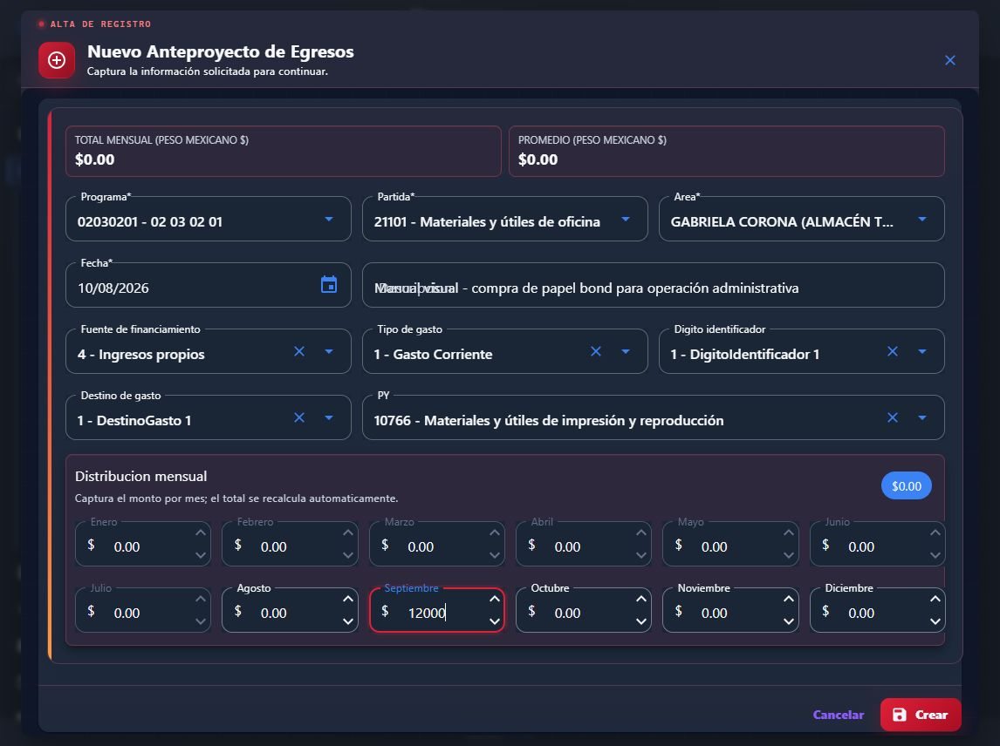 ALTA DE REGISTRO
Nuevo Anteproyecto de Egresos
Captura la información solicitada para continuar.
TOTAL MENSUAL (PESO MEXICANO $)
$0.00
PROMEDIO (PESO MEXICANO $)
$0.00
Programa*
02030201 - 02 03 02 01
Partida*
21101 - Materiales y útiles de oficina
Area*
GABRIELA CORONA (ALMACÉN T...
Fecha*
10/08/2026
Manual visual - compra de papel bond para operación administrativa
Fuente de financiamiento
4 - Ingresos propios
Tipo de gasto
1 - Gasto Corriente
Digito identificador
1 - DigitoIdentificador 1
Destino de gasto
1 - DestinoGasto 1
PY
10766 - Materiales y útiles de impresión y reproducción
Distribucion mensual
Captura el monto por mes; el total se recalcula automaticamente.
$0.00
Enero
$ 0.00
Febrero
$ 0.00
Marzo
$ 0.00
Abril
$ 0.00
Mayo
$ 0.00
Junio
$ 0.00
Julio
$ 0.00
Agosto
$ 0.00
Septiembre
$ 12000
Octubre
$ 0.00
Noviembre
$ 0.00
Diciembre
$ 0.00
Cancelar
Crear